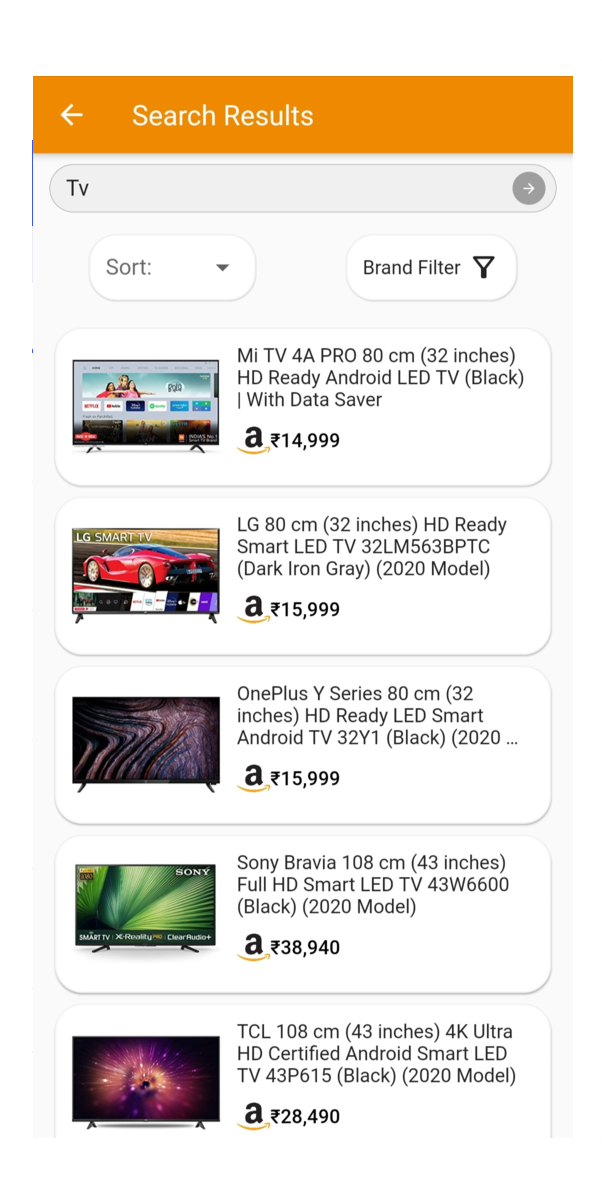 Search Results
Tv
Sort:
Brand Filter
Mi TV 4A PRO 80 cm (32 inches)
HD Ready Android LED TV (Black)
| With Data Saver
a ₹14,999
LG SMART TV
LG 80 cm (32 inches) HD Ready
Smart LED TV 32LM563BPTC
(Dark Iron Gray) (2020 Model)
a ₹15,999
OnePlus Y Series 80 cm (32
inches) HD Ready LED Smart
Android TV 32Y1 (Black) (2020 ...
a ₹15,999
SONY
SMART TV | X-Reality PRO | ClearAudio+
Sony Bravia 108 cm (43 inches)
Full HD Smart LED TV 43W6600
(Black) (2020 Model)
a ₹38,940
TCL 108 cm (43 inches) 4K Ultra
HD Certified Android Smart LED
TV 43P615 (Black) (2020 Model)
a ₹28,490